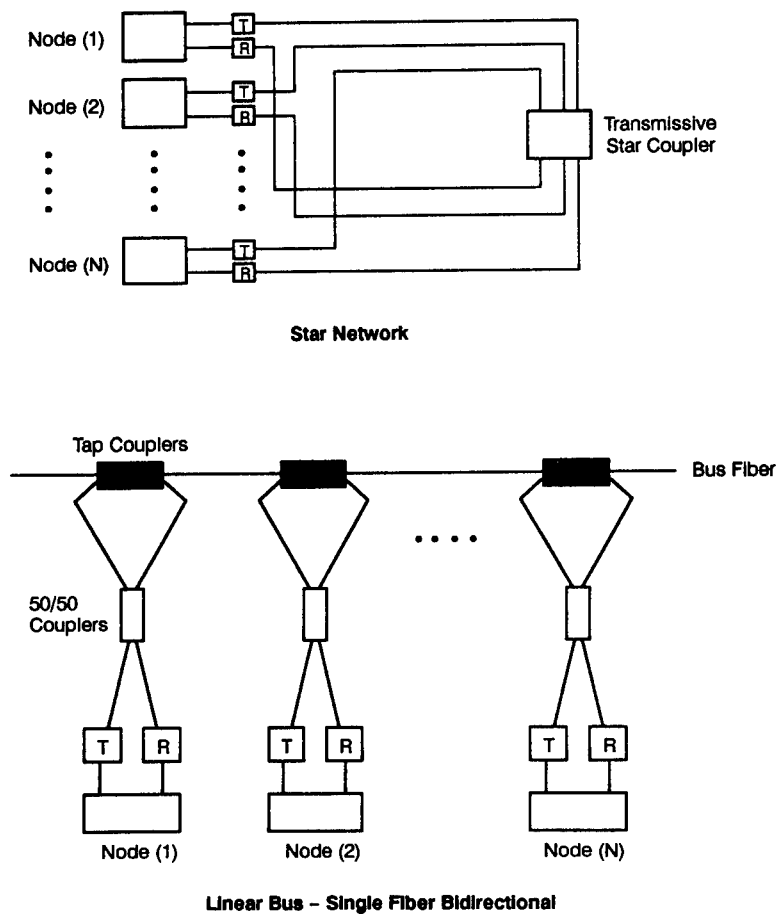 Node (1)
T
R
Node (2)
T
R
Transmissive
Star Coupler
Node (N)
T
R
Star Network
Tap Couplers
Bus Fiber
50/50
Couplers
T
R
T
R
T
R
Node (1)
Node (2)
Node (N)
Linear Bus – Single Fiber Bidirectional